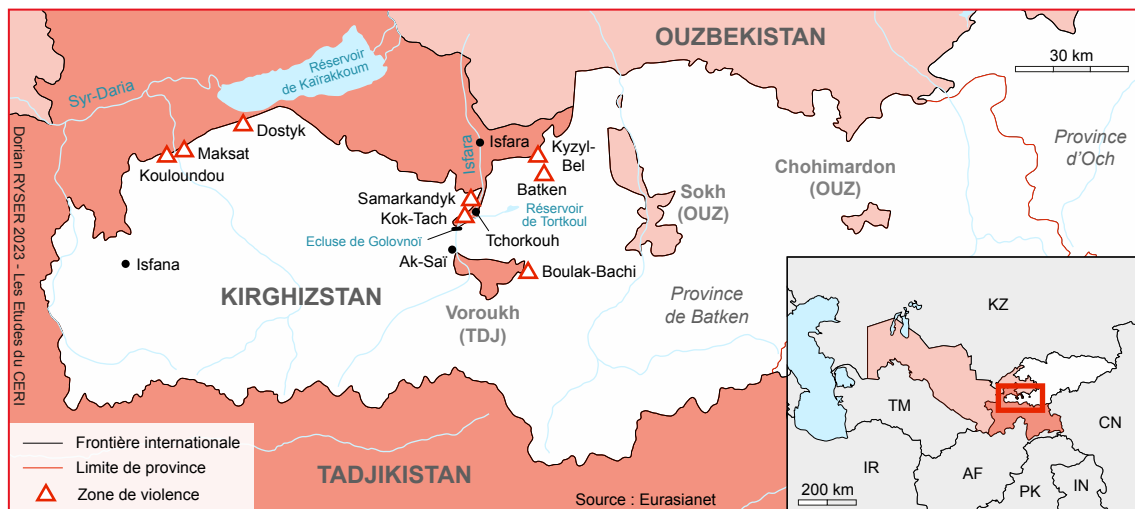 OUZBEKISTAN
30 km
Réservoir
de Kaïrakkoum
Syr-Daria
Dostyk
Maksat
Kouloundou
Isfara
Isfara
Kyzyl-
Bel
Batken
Province
d'Och
Chohimardon
(OUZ)
Sokh
(OUZ)
Samarkandyk
Kok-Tach
Réservoir
de Tortkoul
Ecluse de Golovnoï
Tchorkouh
Ak-Saï
Isfana
Boulak-Bachi
KIRGHIZSTAN
Voroukh
(TDJ)
Province
de Batken
Dorian RYSER 2023 - Les Etudes du CERI
Frontière internationale
Limite de province
Zone de violence
TADJIKISTAN
Source : Eurasianet
KZ
TM
CN
IR
AF
PK
IN
200 km